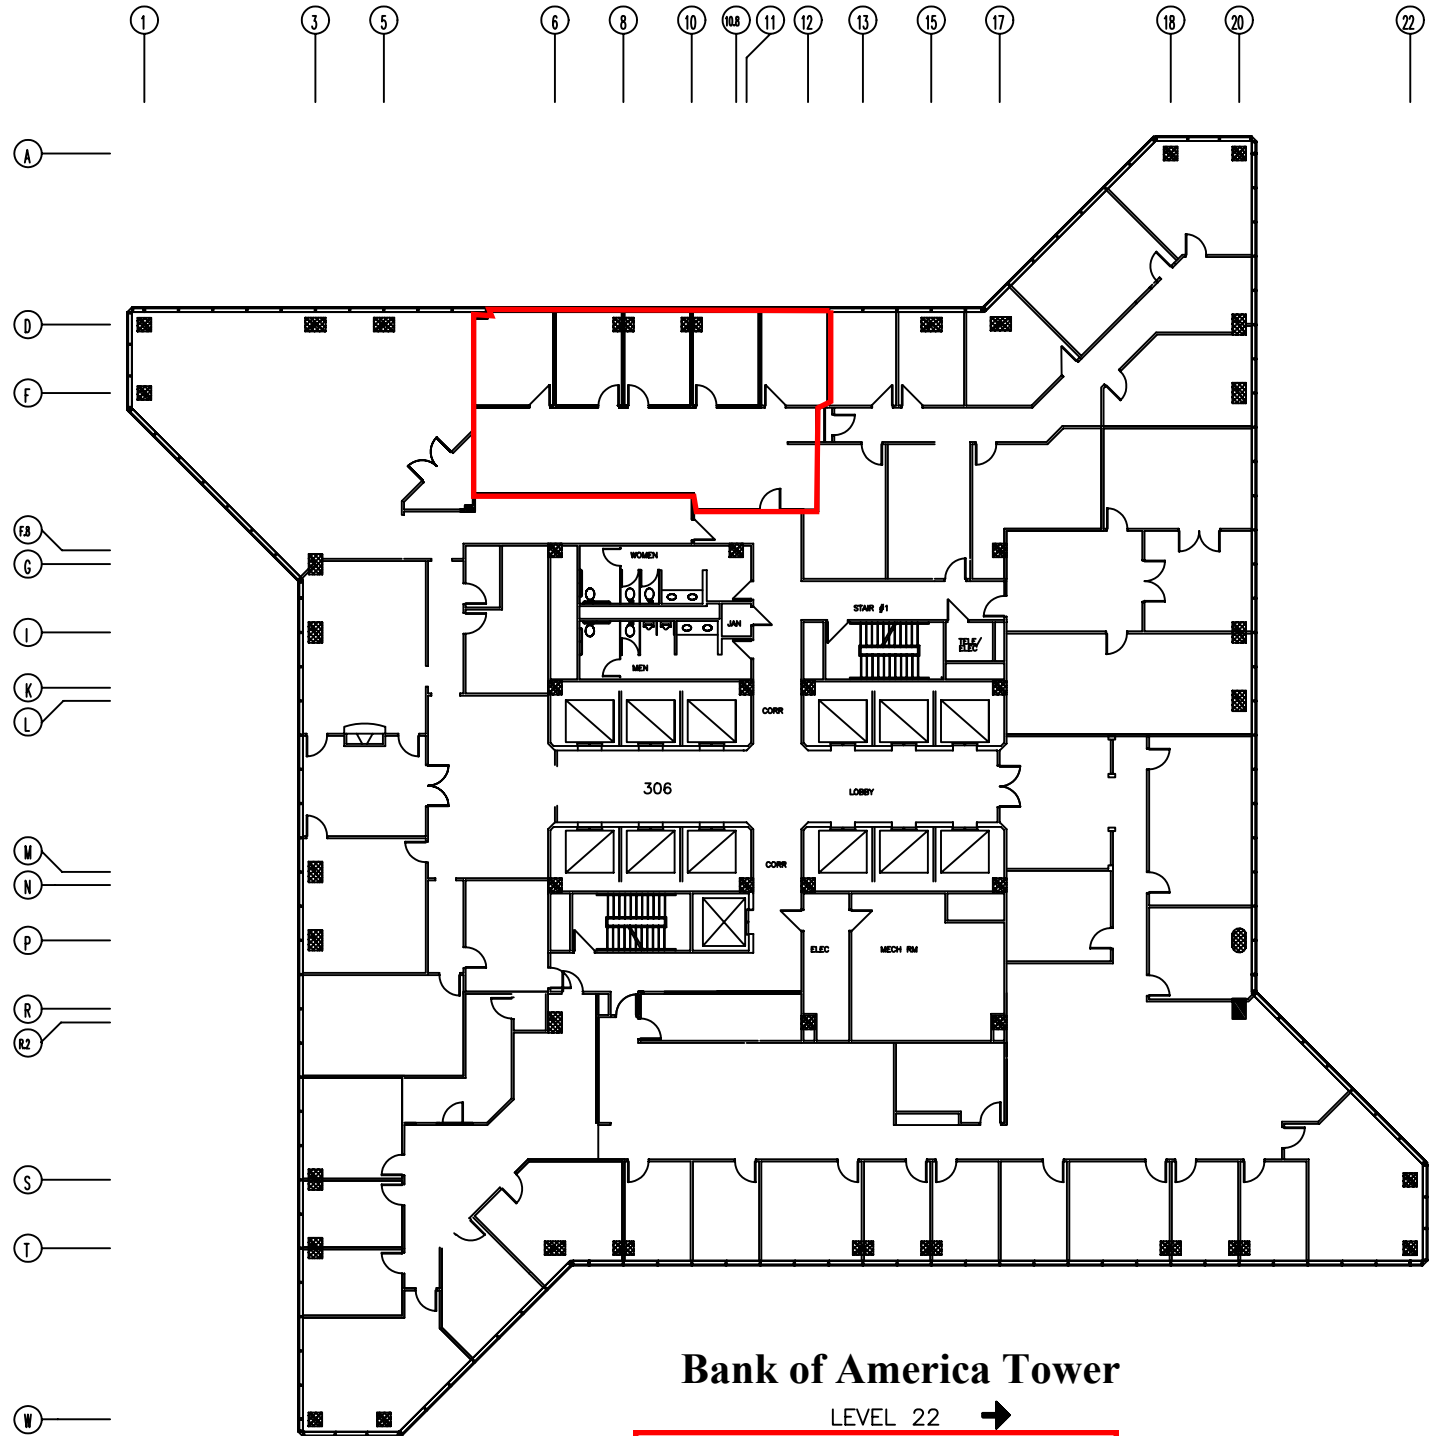 1 3 5 6 8 10 10.8 11 12 13 15 17 18 20 22
A
D
F
F.8
G
I
K
L
M
N
P
R
R.2
S
T
W
WOMEN
JAN
MEN
STAIR #1
TELE/
ELEC
CORR
306
LOBBY
CORR
ELEC
MECH RM
Bank of America Tower
LEVEL 22